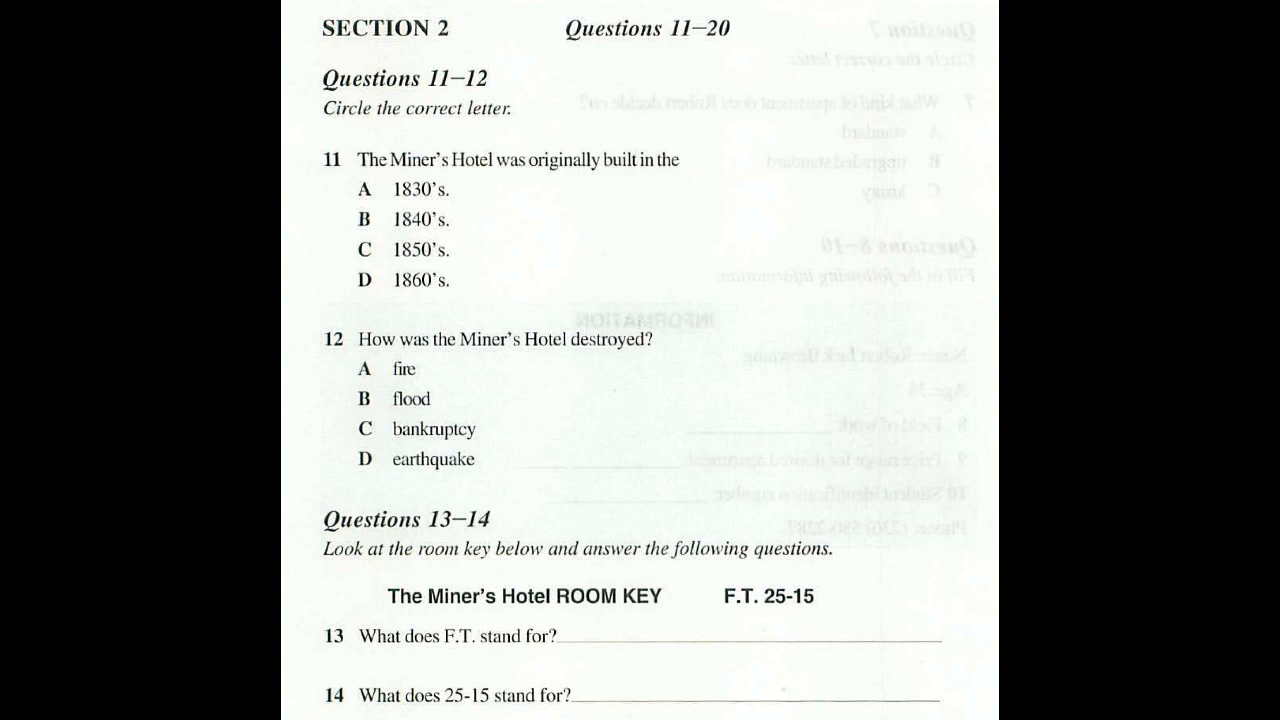 SECTION 2 Questions 11–20
Questions 11–12
Circle the correct letter.
11 The Miner's Hotel was originally built in the
A 1830's.
B 1840's.
C 1850's.
D 1860's.
12 How was the Miner's Hotel destroyed?
A fire
B flood
C bankruptcy
D earthquake
Questions 13–14
Look at the room key below and answer the following questions.
The Miner's Hotel ROOM KEY F.T. 25-15
13 What does F.T. stand for?
14 What does 25-15 stand for?